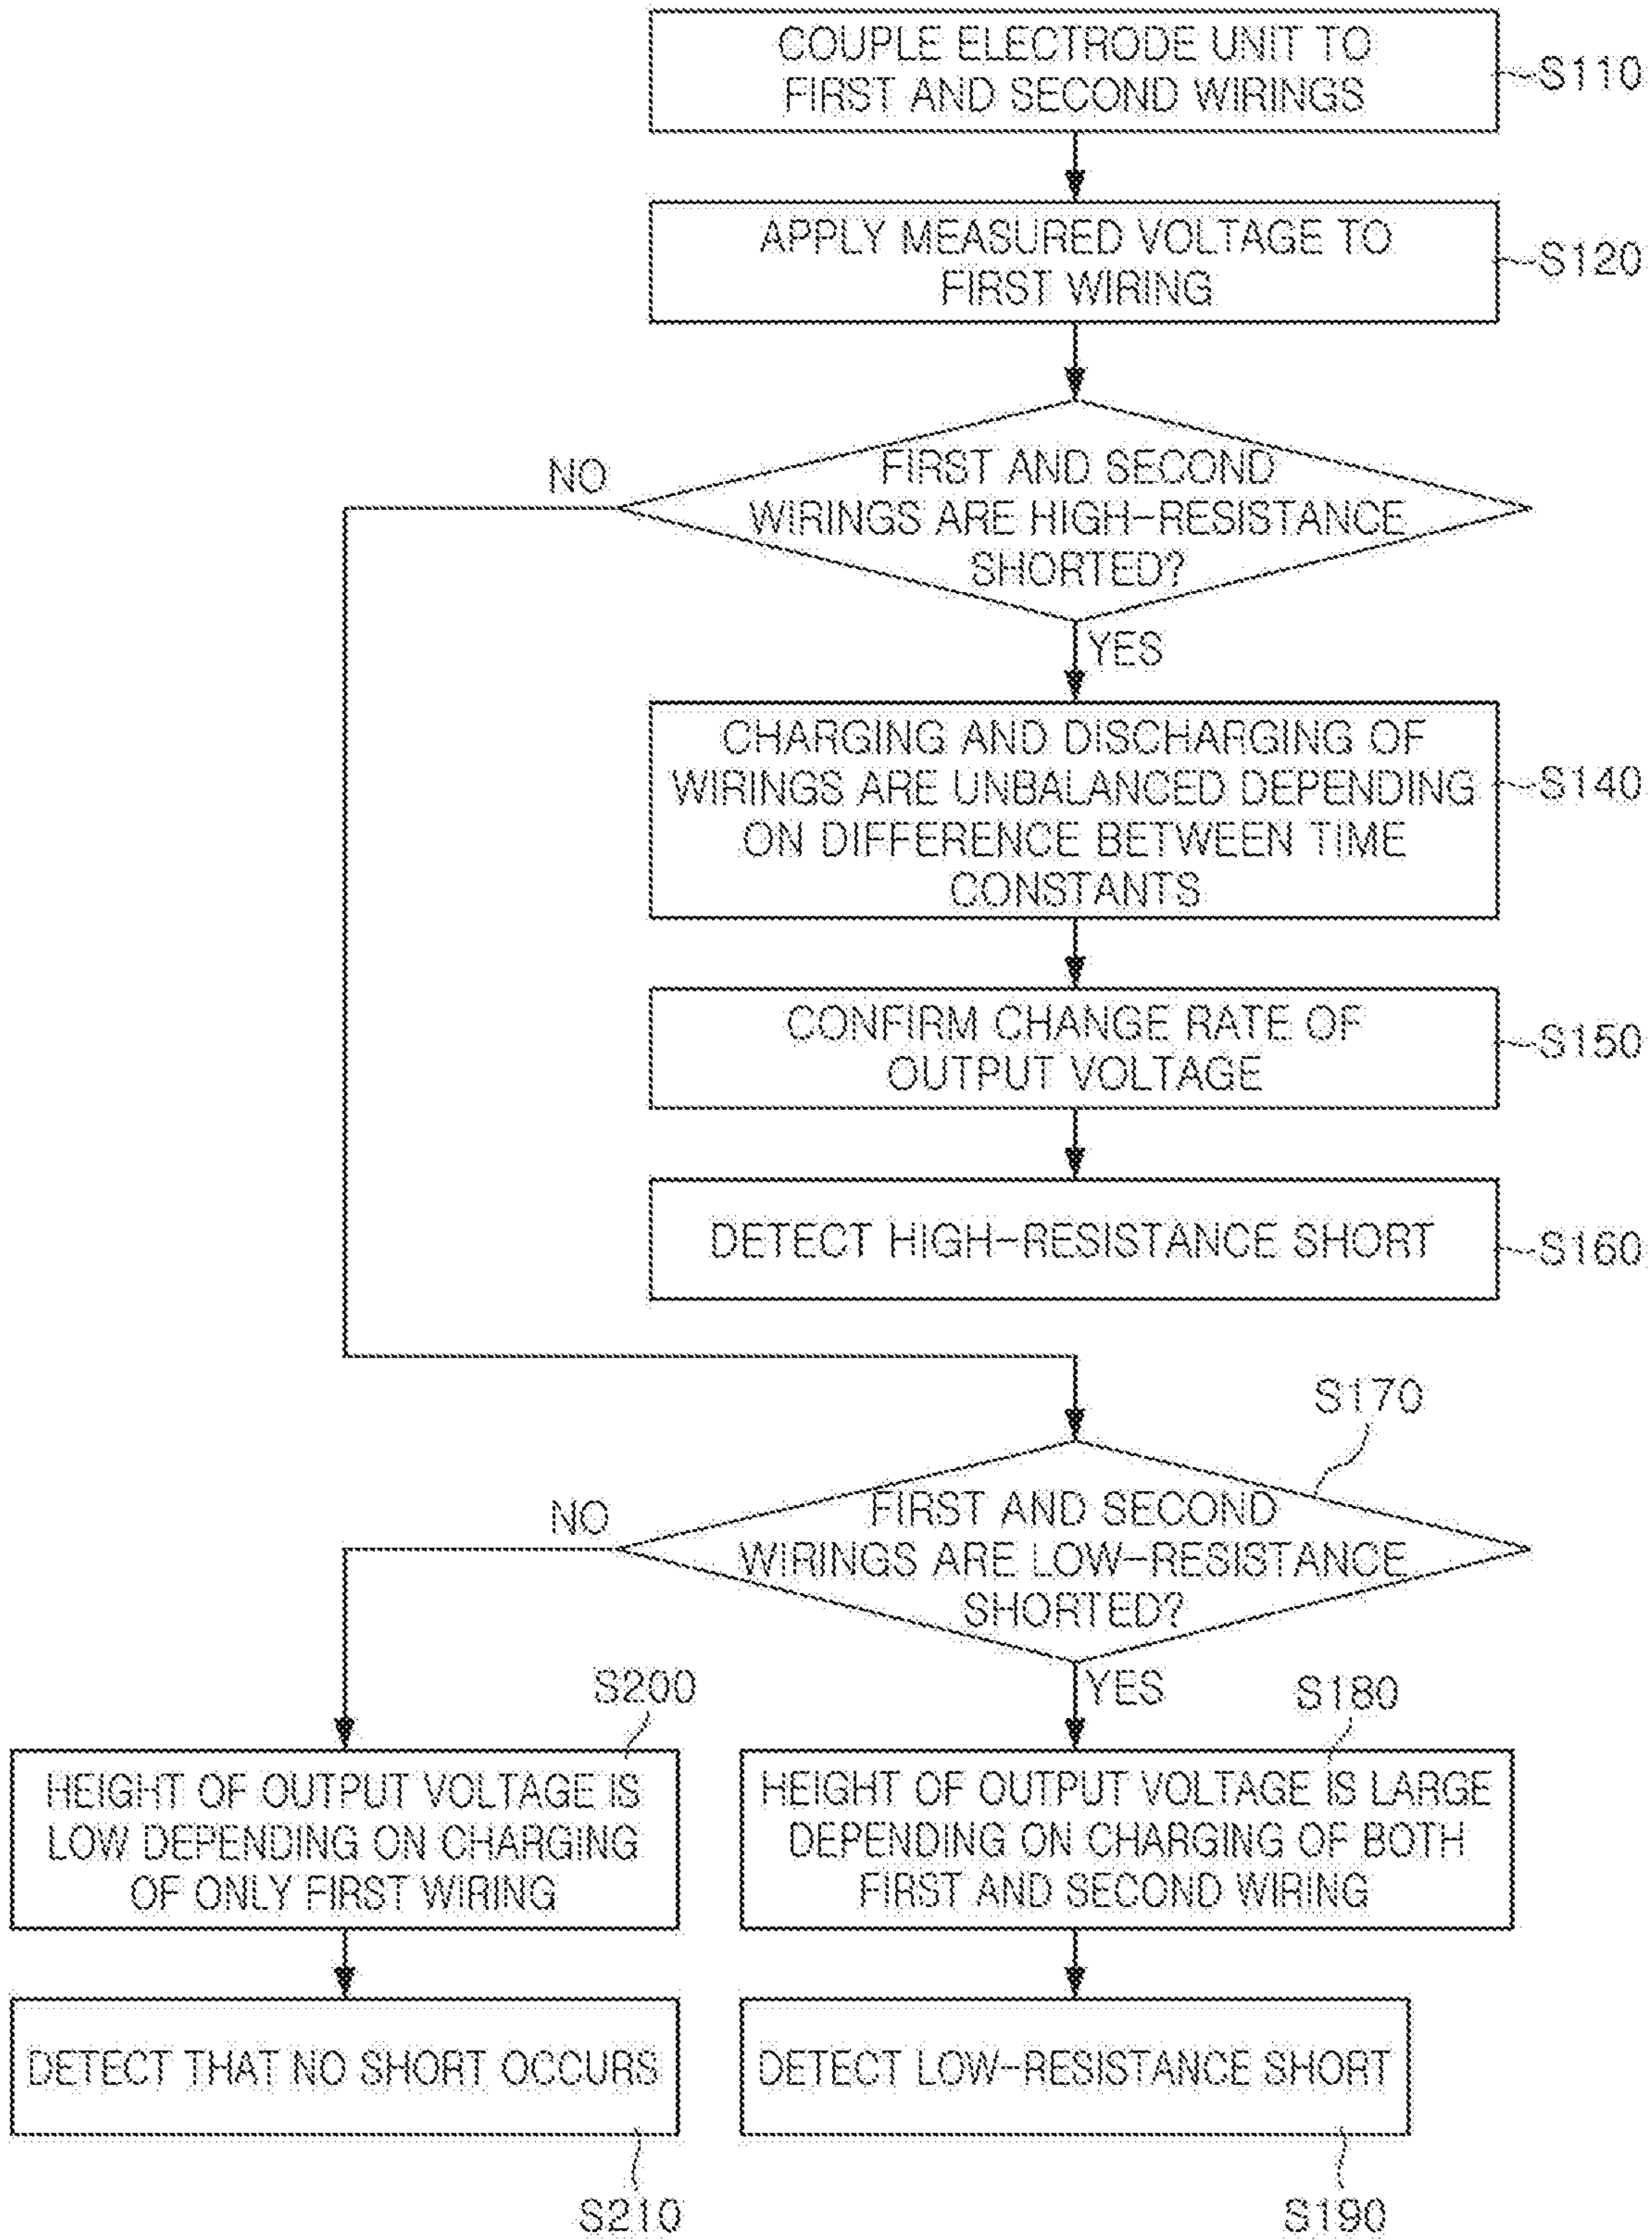 COUPLE ELECTRODE UNIT TO
FIRST AND SECOND WIRINGS
S110
APPLY MEASURED VOLTAGE TO
FIRST WIRING
S120
FIRST AND SECOND
WIRINGS ARE HIGH-RESISTANCE
SHORTED?
NO
YES
CHARGING AND DISCHARGING OF
WIRINGS ARE UNBALANCED DEPENDING
ON DIFFERENCE BETWEEN TIME
CONSTANTS
S140
CONFIRM CHANGE RATE OF
OUTPUT VOLTAGE
S150
DETECT HIGH-RESISTANCE SHORT
S160
S170
FIRST AND SECOND
WIRINGS ARE LOW-RESISTANCE
SHORTED?
NO
YES
S200
HEIGHT OF OUTPUT VOLTAGE IS
LOW DEPENDING ON CHARGING
OF ONLY FIRST WIRING
S180
HEIGHT OF OUTPUT VOLTAGE IS LARGE
DEPENDING ON CHARGING OF BOTH
FIRST AND SECOND WIRING
DETECT THAT NO SHORT OCCURS
S210
DETECT LOW-RESISTANCE SHORT
S190